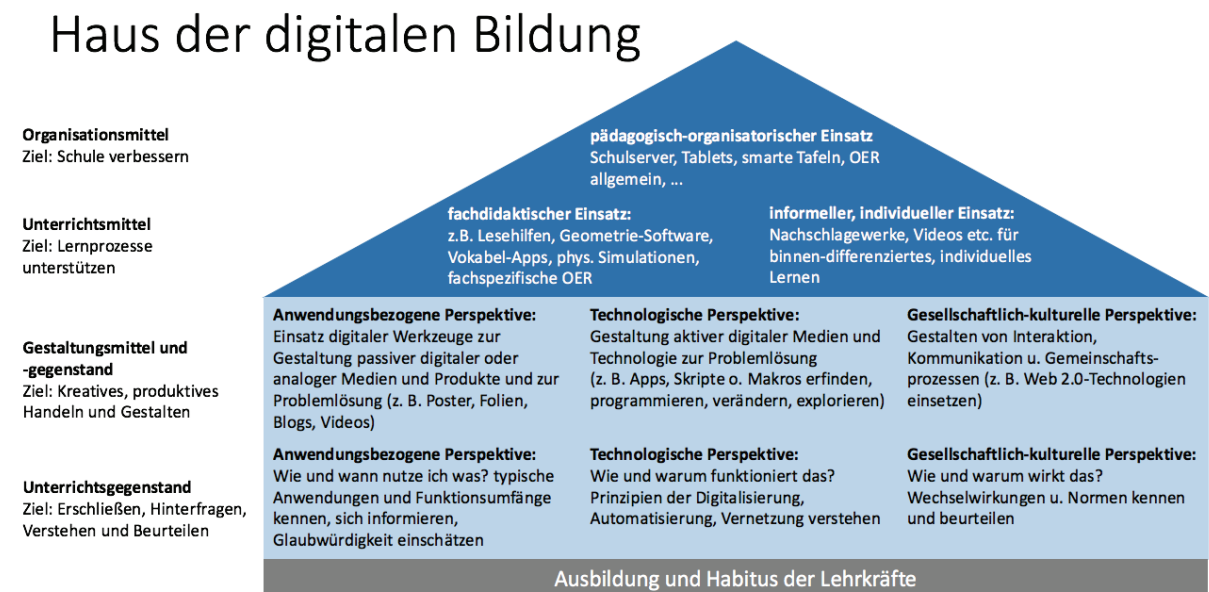 Haus der digitalen Bildung
Organisationsmittel
Ziel: Schule verbessern
pädagogisch-organisatorischer Einsatz
Schulserver, Tablets, smarte Tafeln, OER
allgemein, ...
Unterrichtsmittel
Ziel: Lernprozesse
unterstützen
fachdidaktischer Einsatz:
z.B. Lesehilfen, Geometrie-Software,
Vokabel-Apps, phys. Simulationen,
fachspezifische OER
informeller, individueller Einsatz:
Nachschlagewerke, Videos etc. für
binnen-differenziertes, individuelles
Lernen
Gestaltungsmittel und
-gegenstand
Ziel: Kreatives, produktives
Handeln und Gestalten
Anwendungsbezogene Perspektive:
Einsatz digitaler Werkzeuge zur
Gestaltung passiver digitaler oder
analoger Medien und Produkte und zur
Problemlösung (z. B. Poster, Folien,
Blogs, Videos)
Technologische Perspektive:
Gestaltung aktiver digitaler Medien und
Technologie zur Problemlösung
(z. B. Apps, Skripte o. Makros erfinden,
programmieren, verändern, explorieren)
Gesellschaftlich-kulturelle Perspektive:
Gestalten von Interaktion,
Kommunikation u. Gemeinschafts-
prozessen (z. B. Web 2.0-Technologien
einsetzen)
Unterrichtsgegenstand
Ziel: Erschließen, Hinterfragen,
Verstehen und Beurteilen
Anwendungsbezogene Perspektive:
Wie und wann nutze ich was? typische
Anwendungen und Funktionsumfänge
kennen, sich informieren,
Glaubwürdigkeit einschätzen
Technologische Perspektive:
Wie und warum funktioniert das?
Prinzipien der Digitalisierung,
Automatisierung, Vernetzung verstehen
Gesellschaftlich-kulturelle Perspektive:
Wie und warum wirkt das?
Wechselwirkungen u. Normen kennen
und beurteilen
Ausbildung und Habitus der Lehrkräfte